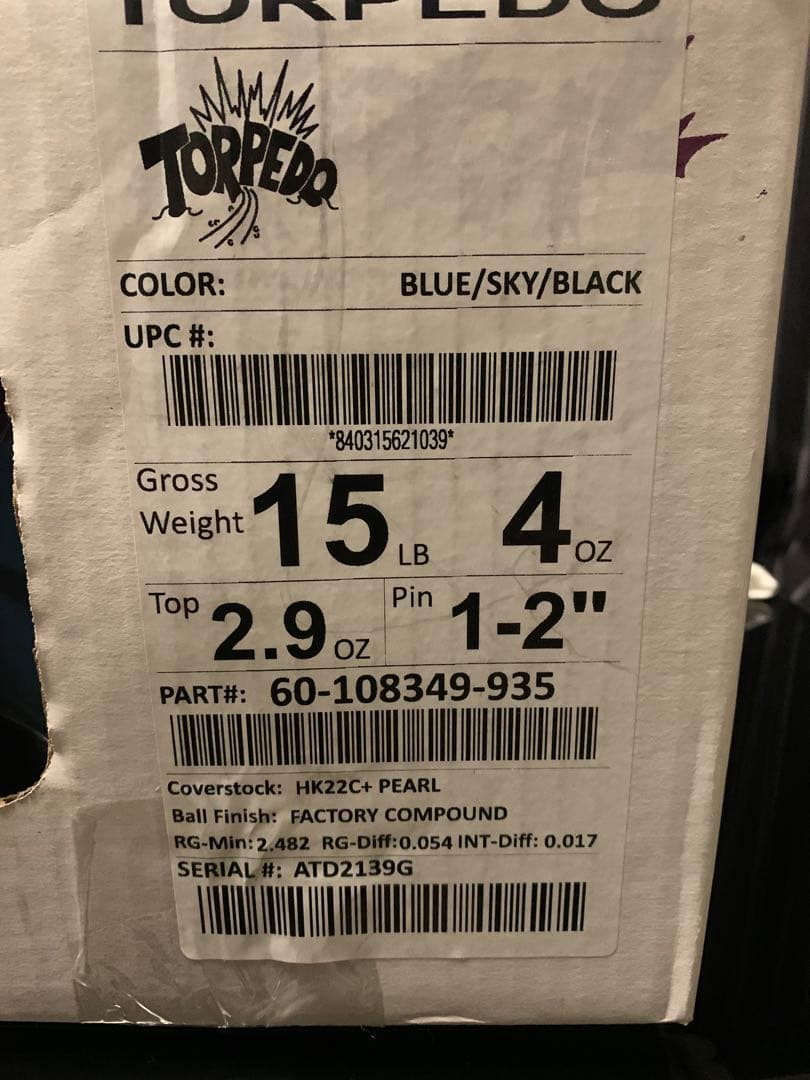 TORPEDO
TORPEDO
COLOR: BLUE/SKY/BLACK
UPC #:
*840315621039*
Gross Weight 15 LB 4 OZ
Top 2.9 OZ Pin 1-2"
PART#: 60-108349-935
Coverstock: HK22C+ PEARL
Ball Finish: FACTORY COMPOUND
RG-Min: 2.482 RG-Diff: 0.054 INT-Diff: 0.017
SERIAL #: ATD2139G